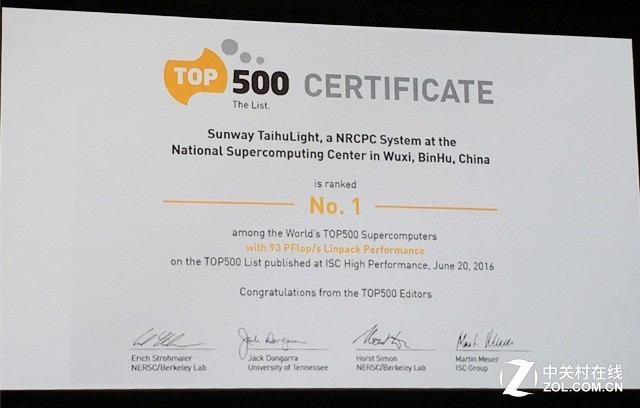 TOP 500 CERTIFICATE
The List.
Sunway TaihuLight, a NRCPC System at the
National Supercomputing Center in Wuxi, BinHu, China
is ranked
No. 1
among the World's TOP500 Supercomputers
with 93 PFlop/s Linpack Performance
on the TOP500 List published at ISC High Performance, June 20, 2016
Congratulations from the TOP500 Editors
Erich Strohmaier
NERSC/Berkeley Lab
Jack Dongarra
University of Tennessee
Horst Simon
NERSC/Berkeley Lab
Martin Meuer
ISC Group
Z 中关村在线
ZOL.COM.CN